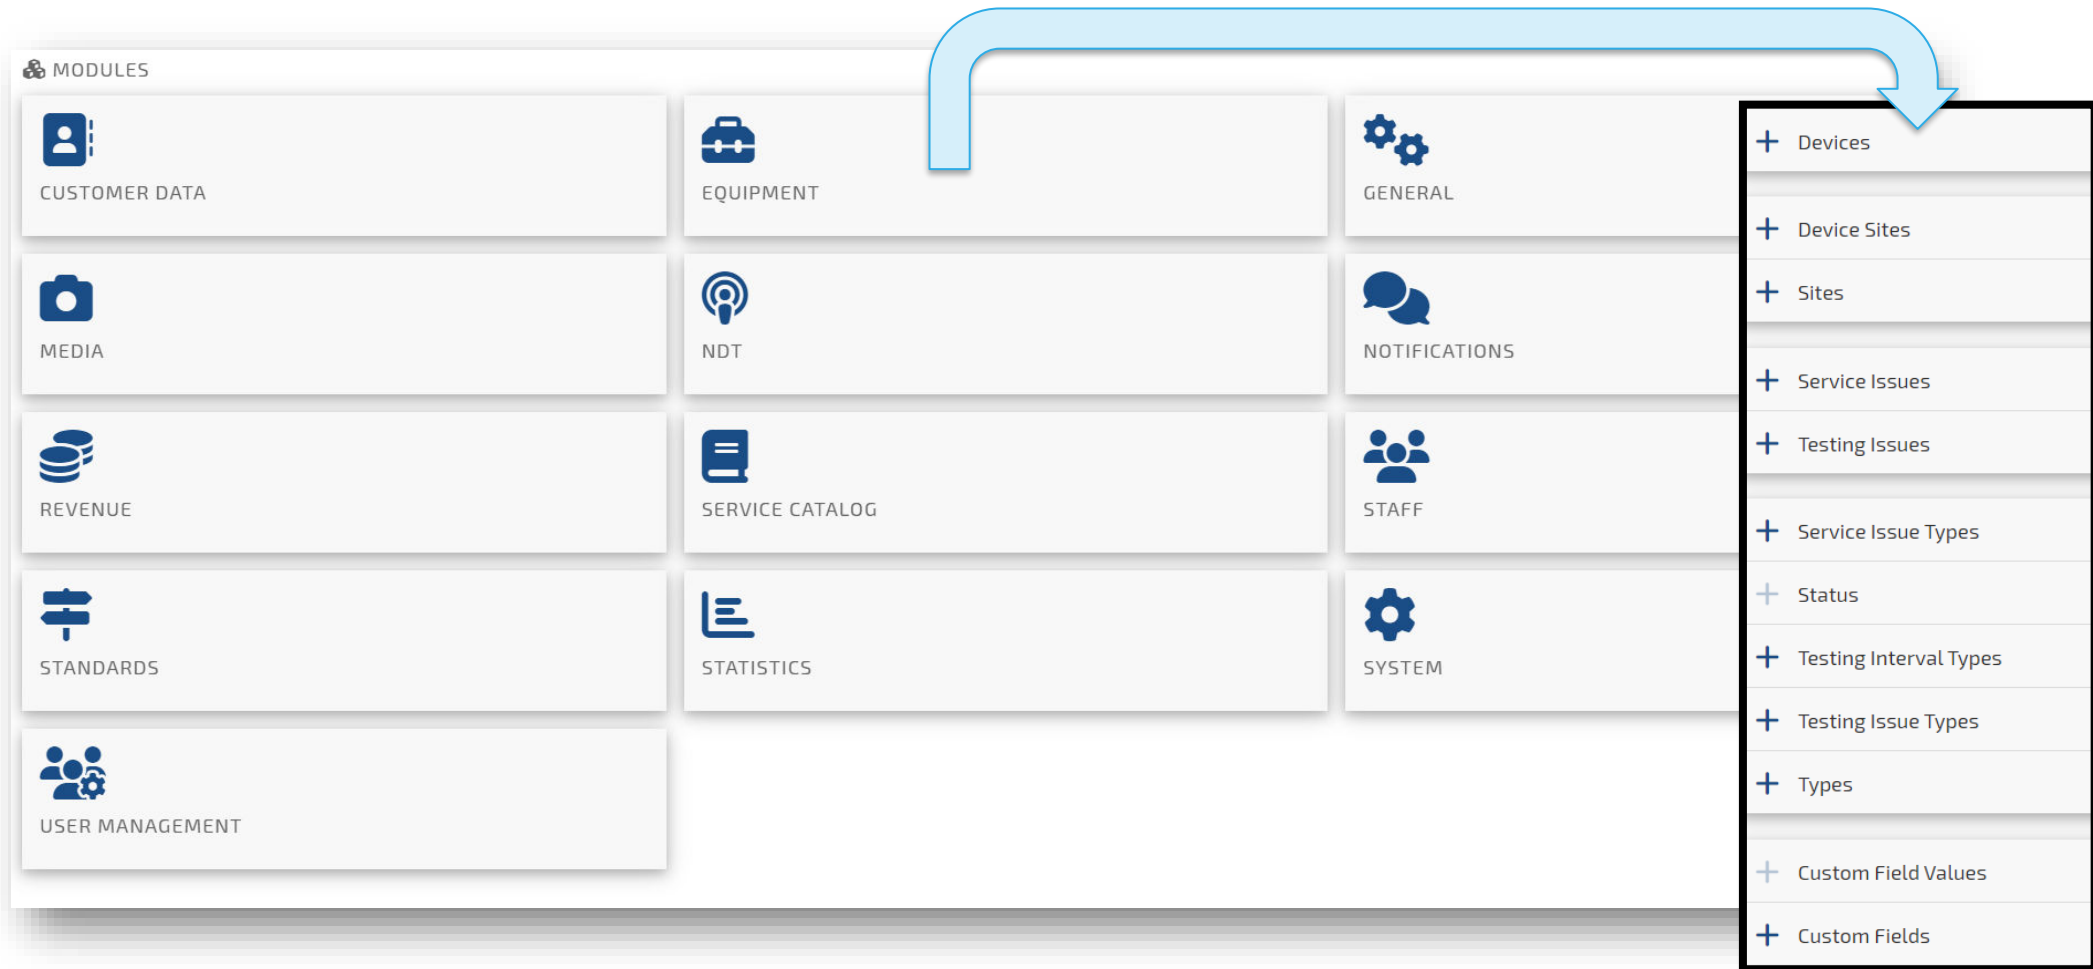 MODULES
CUSTOMER DATA
EQUIPMENT
GENERAL
MEDIA
NDT
NOTIFICATIONS
REVENUE
SERVICE CATALOG
STAFF
STANDARDS
STATISTICS
SYSTEM
USER MANAGEMENT
Devices
Device Sites
Sites
Service Issues
Testing Issues
Service Issue Types
Status
Testing Interval Types
Testing Issue Types
Types
Custom Field Values
Custom Fields